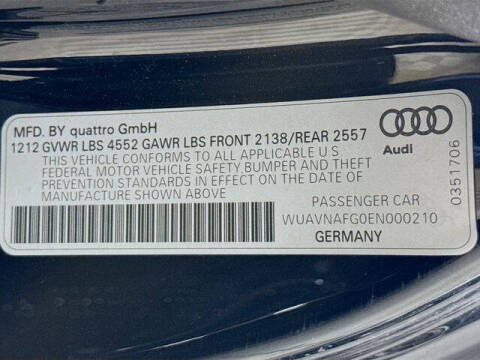 MFD. BY quattro GmbH
1212 GVWR LBS 4552 GAWR LBS FRONT 2138/REAR 2557
THIS VEHICLE CONFORMS TO ALL APPLICABLE U S
FEDERAL MOTOR VEHICLE SAFETY, BUMPER AND THEFT
PREVENTION STANDARDS IN EFFECT ON THE DATE OF
MANUFACTURE SHOWN ABOVE.
Audi
0351706
PASSENGER CAR
WUAVNAFG0EN000210
GERMANY